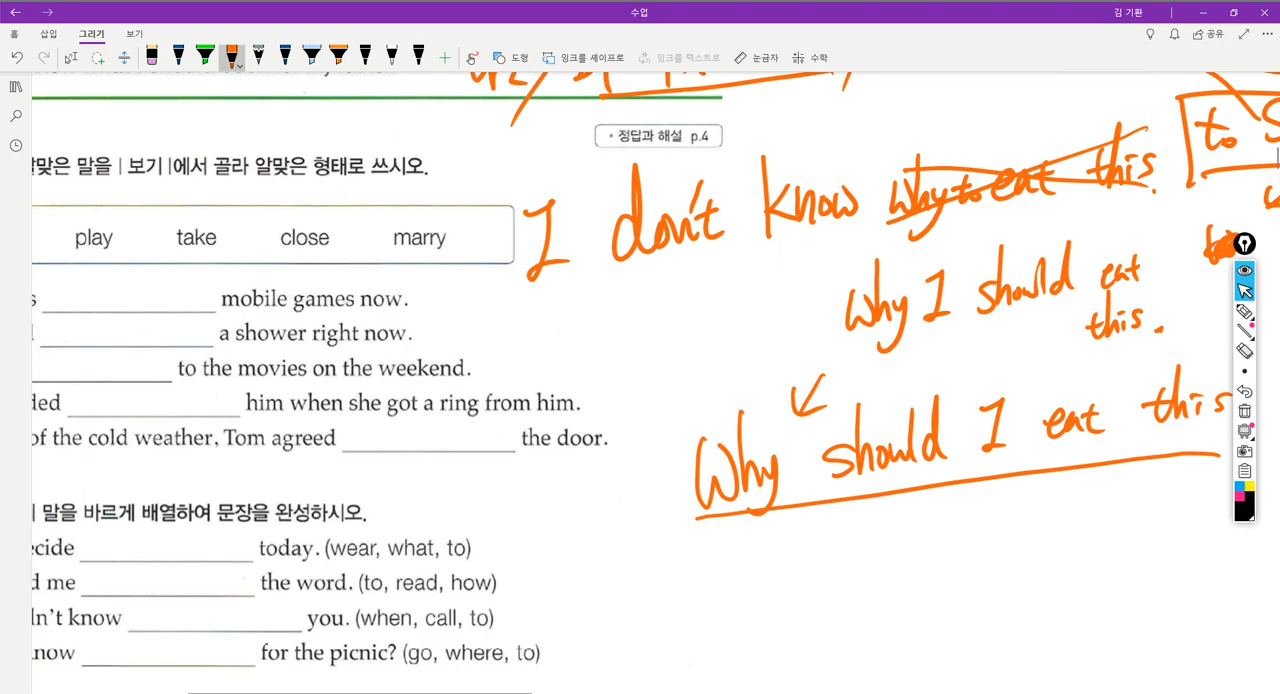 수업
김 기환
홈 삽입 그리기 보기
공유
도형 잉크를 셰이프로 잉크를 텍스트로 눈금자 수학
• 정답과 해설 p.4
알맞은 말을 | 보기 |에서 골라 알맞은 형태로 쓰시오.
play take close marry
mobile games now.
a shower right now.
to the movies on the weekend.
him when she got a ring from him.
of the cold weather, Tom agreed the door.
말을 바르게 배열하여 문장을 완성하시오.
today. (wear, what, to)
me the word. (to, read, how)
know you. (when, call, to)
for the picnic? (go, where, to)
I don't know why to eat this.
to
Why I should eat
this.
Why should I eat this